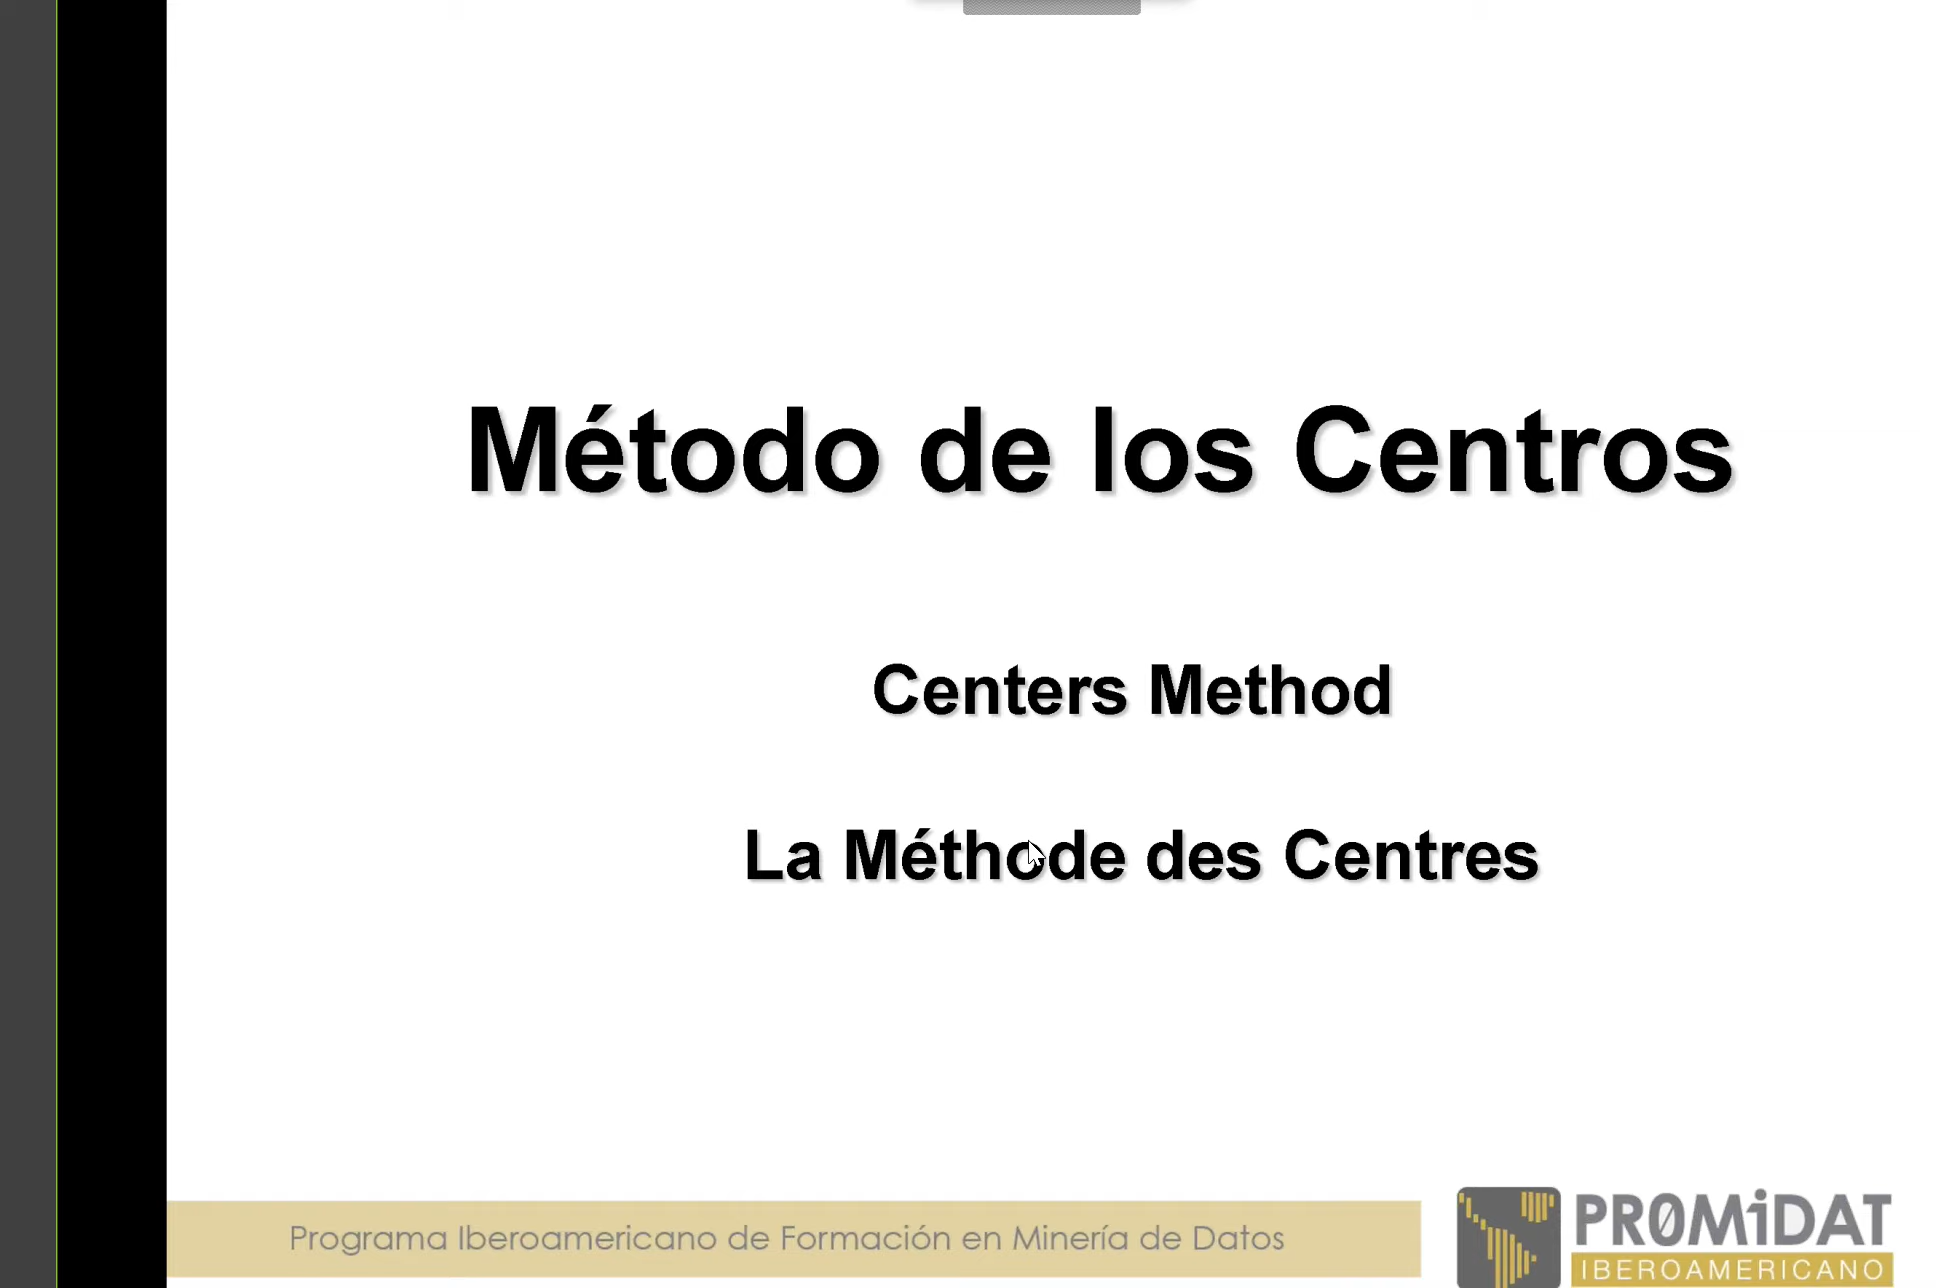 Método de los Centros
Centers Method
La Méthode des Centres
Programa Iberoamericano de Formación en Minería de Datos
PR0MiDAT
IBEROAMERICANO